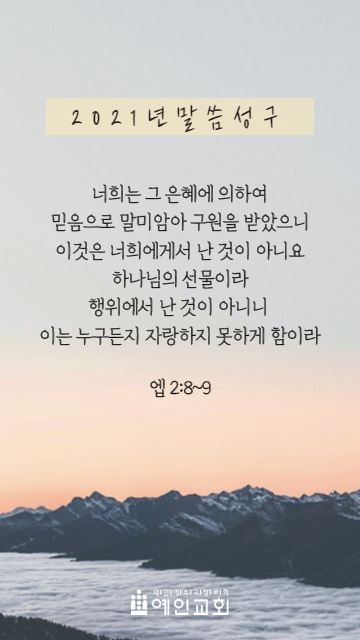 2021년말씀성구
너희는 그 은혜에 의하여
믿음으로 말미암아 구원을 받았으니
이것은 너희에게서 난 것이 아니요
하나님의 선물이라
행위에서 난 것이 아니니
이는 누구든지 자랑하지 못하게 함이라
엡 2:8~9
예인교회